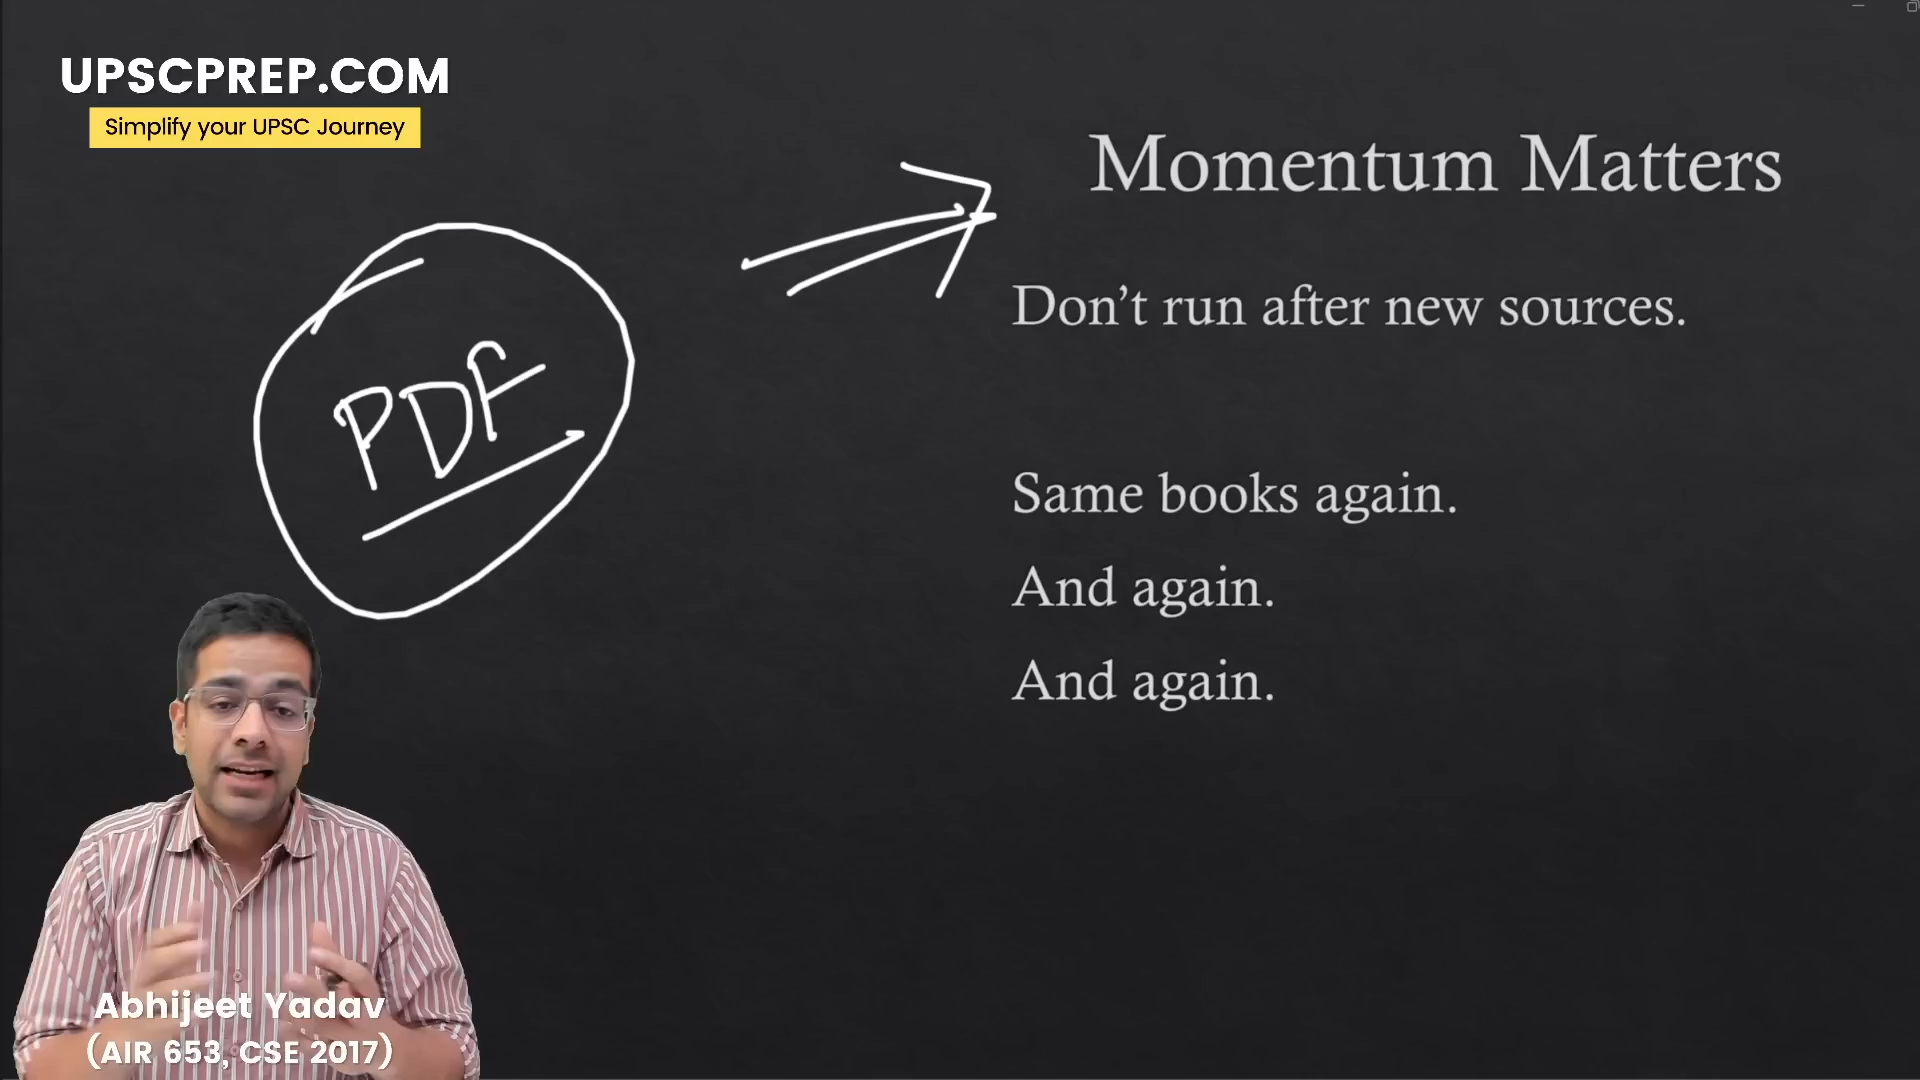 UPSCPREP.COM
Simplify your UPSC Journey
Momentum Matters
Don’t run after new sources.
PDF
Same books again.
And again.
And again.
Abhijeet Yadav
(AIR 653, CSE 2017)